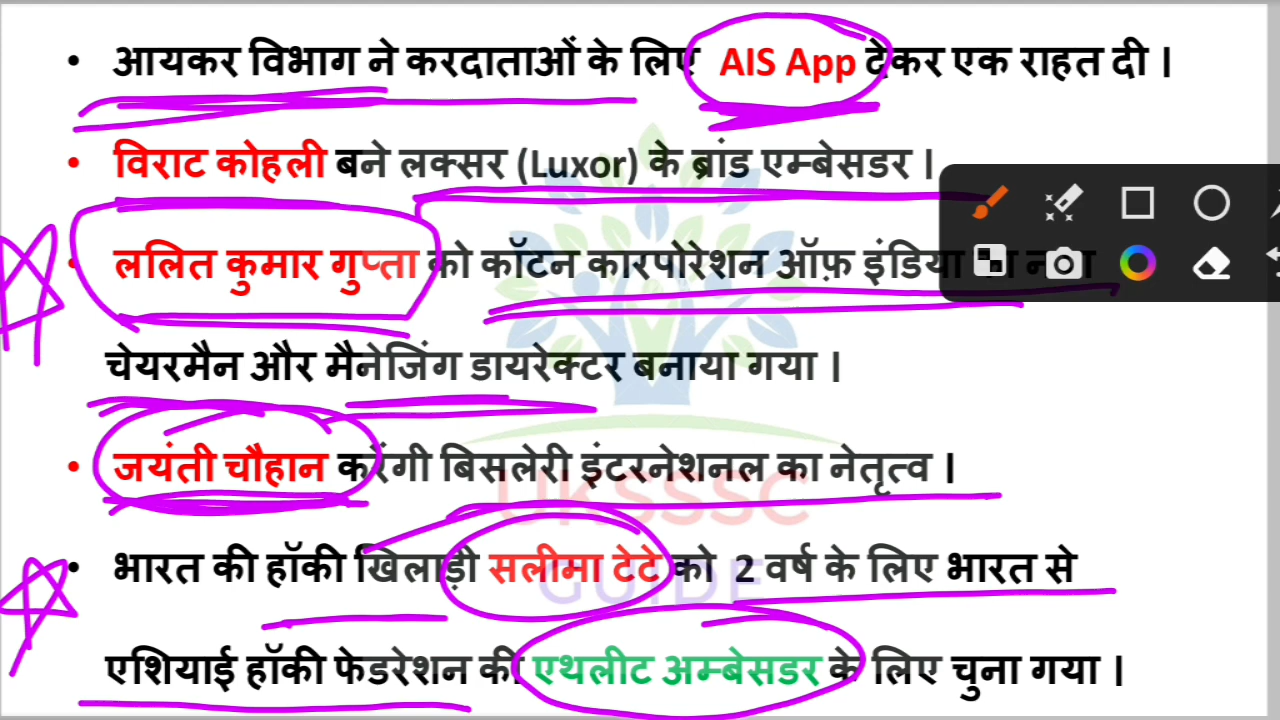 • आयकर विभाग ने करदाताओं के लिए AIS App देकर एक राहत दी ।
• विराट कोहली बने लक्सर (Luxor) के ब्रांड एम्बेसडर ।
• ललित कुमार गुप्ता को कॉटन कारपोरेशन ऑफ़ इंडिया
चेयरमैन और मैनेजिंग डायरेक्टर बनाया गया ।
• जयंती चौहान करेंगी बिसलेरी इंटरनेशनल का नेतृत्व ।
• भारत की हॉकी खिलाड़ी सलीमा टेटे को 2 वर्ष के लिए भारत से
एशियाई हॉकी फेडरेशन की एथलीट अम्बेसडर के लिए चुना गया ।
UKSSSC
GUIDE